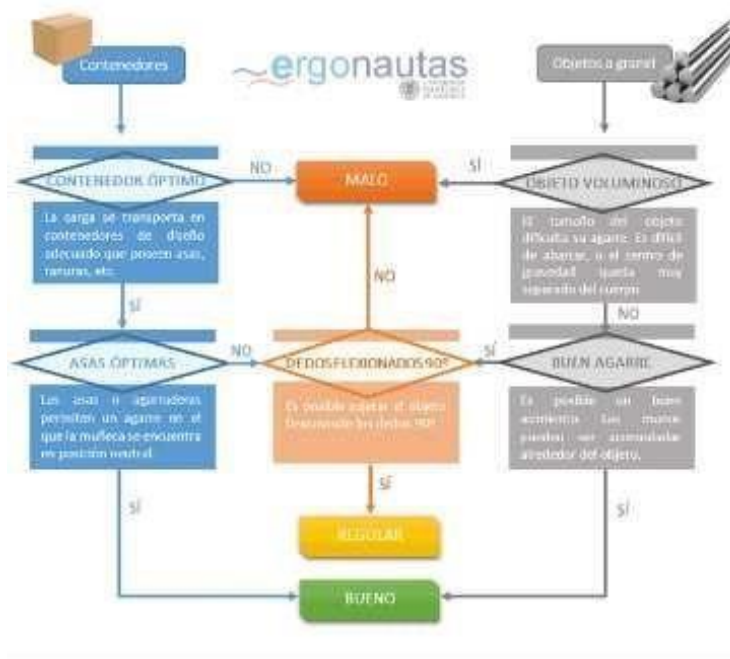 Contenedores
ergonautas
Objetos a granel
CONTENEDOR ÓPTIMO
NO
MALO
SÍ
OBJETO VOLUMINOSO
La carga se transporta en
contenedores de diseño
adecuado que poseen asas,
ranuras, etc.
El tamaño del objeto
dificulta su agarre. Es difícil
de abarcar, o el centro de
gravedad queda muy
separado del cuerpo
SÍ
NO
NO
ASAS ÓPTIMAS
NO
DEDOS FLEXIONADOS 90º
SÍ
BUEN AGARRE
Las asas o agarraderas
permiten un agarre en el
que la muñeca se encuentra
en posición neutral.
Es posible sujetar el objeto
flexionando los dedos 90º
Es posible un buen
Las manos
pueden ser acomodadas
alrededor del objeto.
SÍ
SÍ
SÍ
REGULAR
BUENO